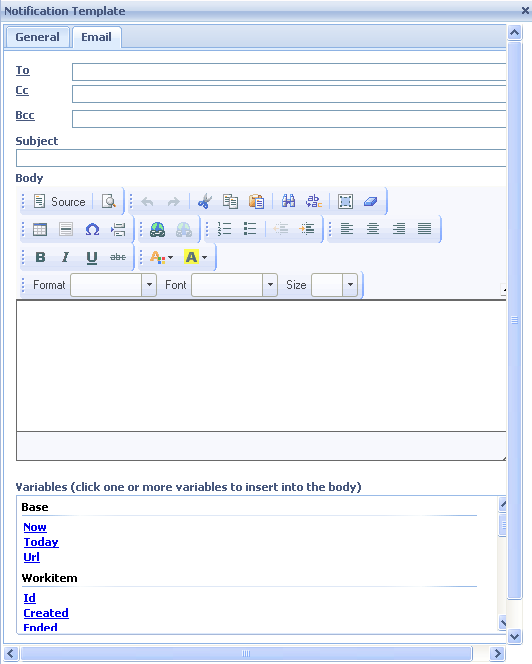 Notification Template
General Email
To
Cc
Bcc
Subject
Body
Source
B I U abc
Format Font Size
Variables (click one or more variables to insert into the body)
Base
Now
Today
Url
Workitem
Id
Created
Ended